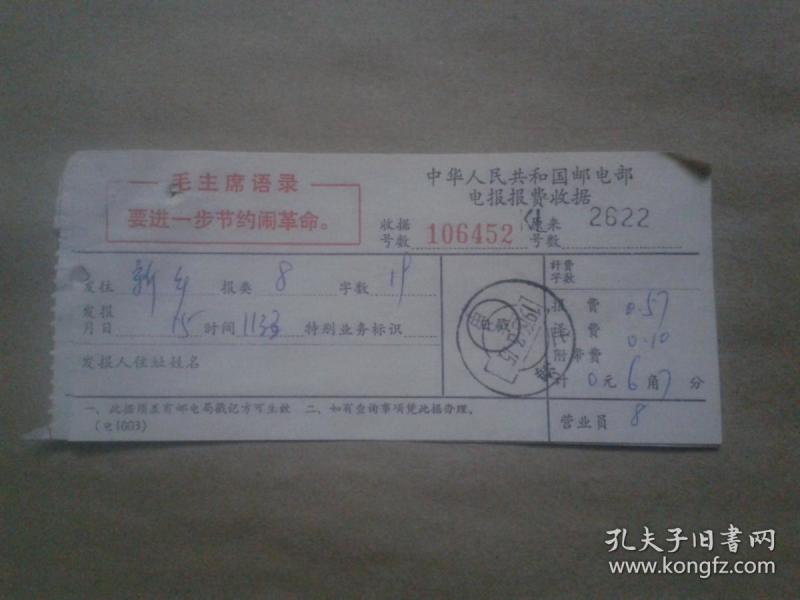 毛主席语录
要进一步节约闹革命。
中华人民共和国邮电部
电报报费收据
收据号数 106452 来号数 2622
发往 新乡 报类 8 字数 19
发报月日 15 时间 1133 特别业务标识
发报人住址姓名
计费字数
报费 0.57
译费 0.10
附带费
计 0元6角7分
营业员 8
一、此据须盖有邮电局戳记方可生效 二、如有查询事项凭此据办理。
(电1003)
孔夫子旧书网
www.kongfz.com